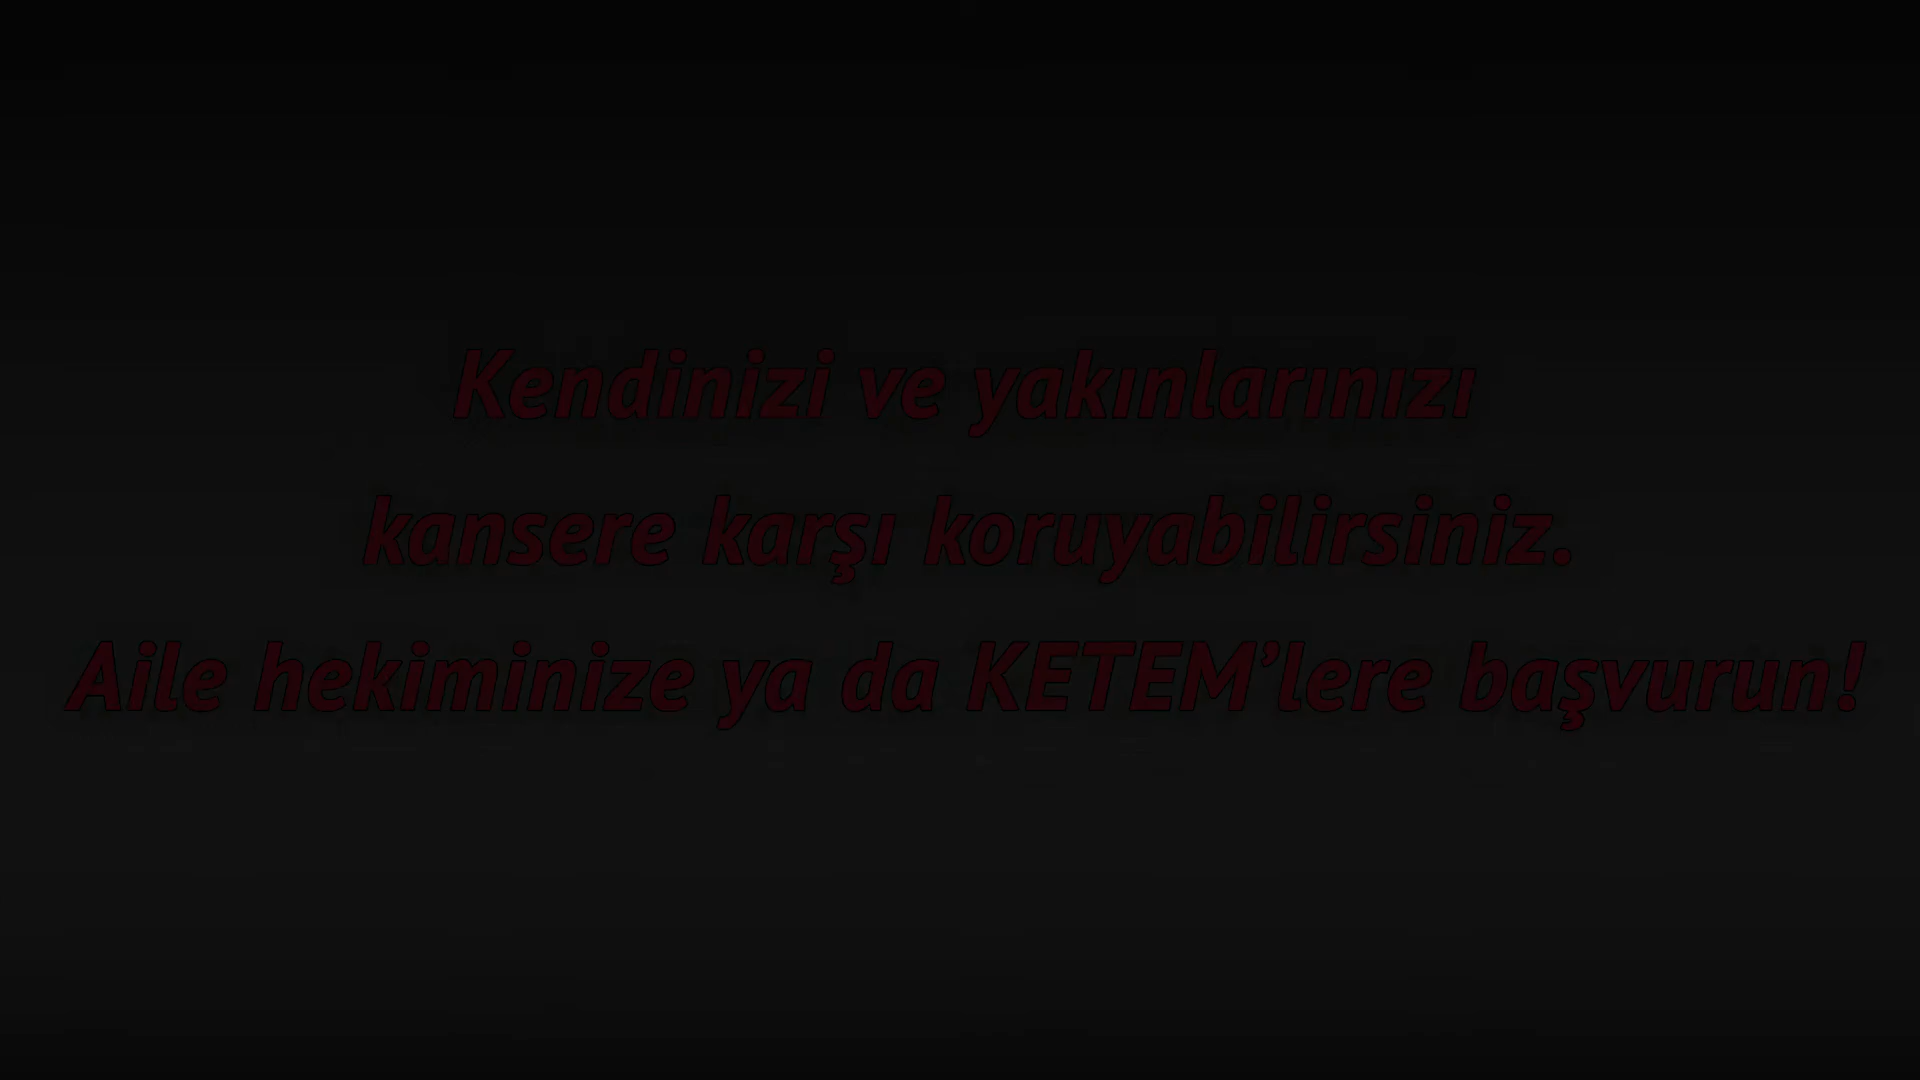 Kendinizi ve yakınlarınızı
kansere karşı koruyabilirsiniz.
Aile hekiminize ya da KETEM’lere başvurun!